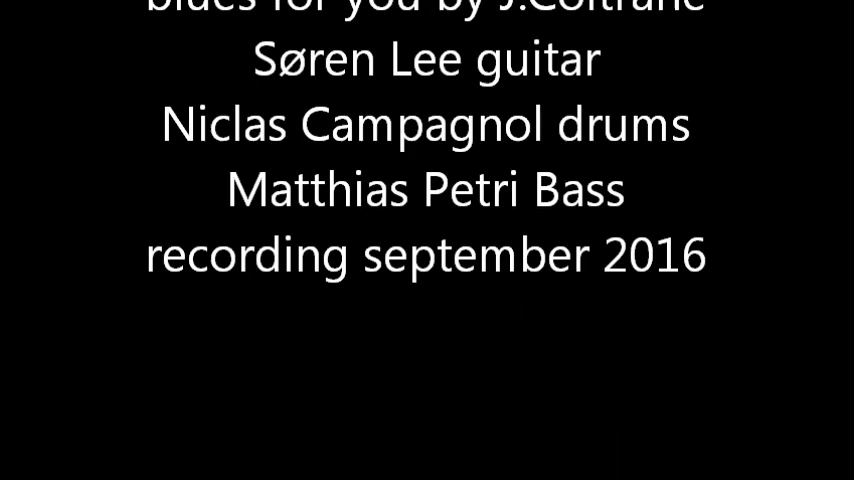 blues for you by J.Coltrane
Søren Lee guitar
Niclas Campagnol drums
Matthias Petri Bass
recording september 2016